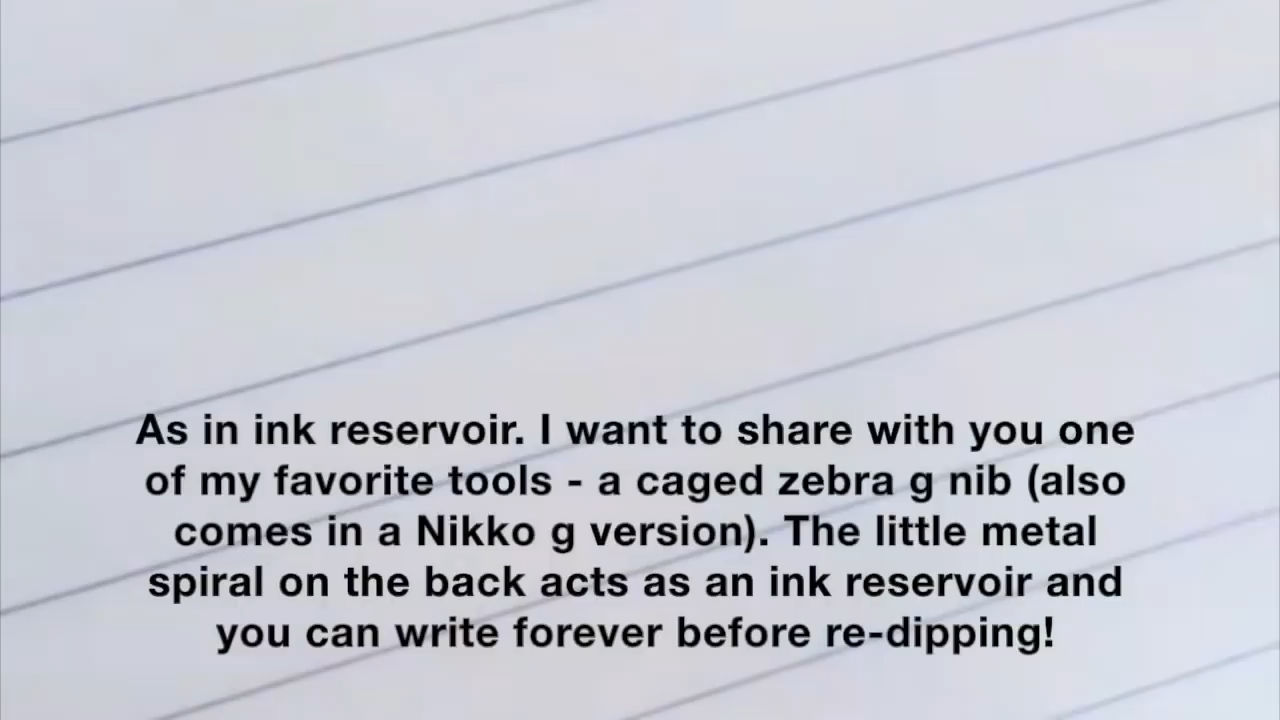 As in ink reservoir. I want to share with you one
of my favorite tools - a caged zebra g nib (also
comes in a Nikko g version). The little metal
spiral on the back acts as an ink reservoir and
you can write forever before re-dipping!